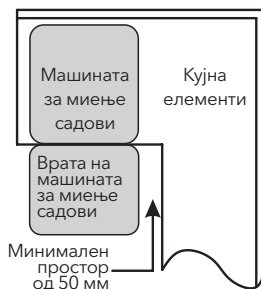 Машината
за миење
садови
Кујна
елементи
Врата на
машината
за миење
садови
Минимален
простор
од 50 мм